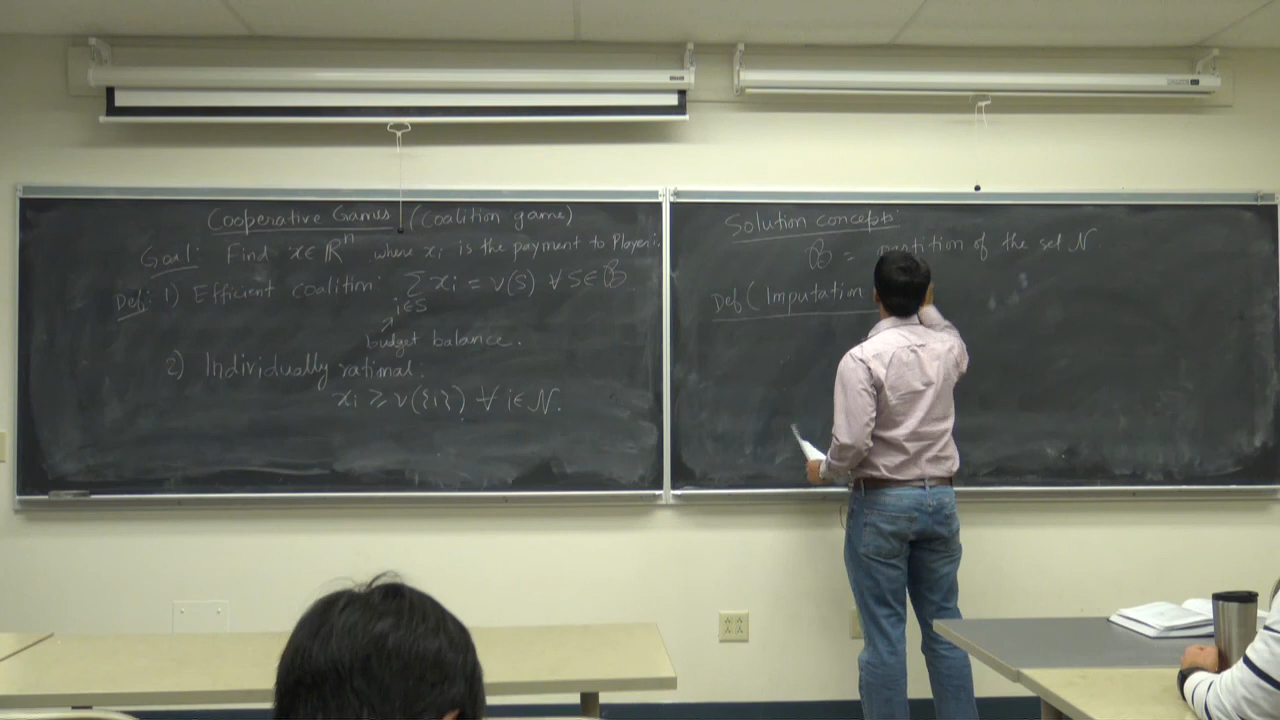 Cooperative Games (Coalition game)
Goal: Find x∈ℝⁿ, where xi is the payment to Player i.
Def: 1) Efficient coalition: ∑ xi = v(S) ∀ S∈ℬ
i∈S
budget balance.
2) Individually rational:
xi ≥ v({i}) ∀ i∈N.
Solution concepts:
ℬ = partition of the set N.
Def (Imputation